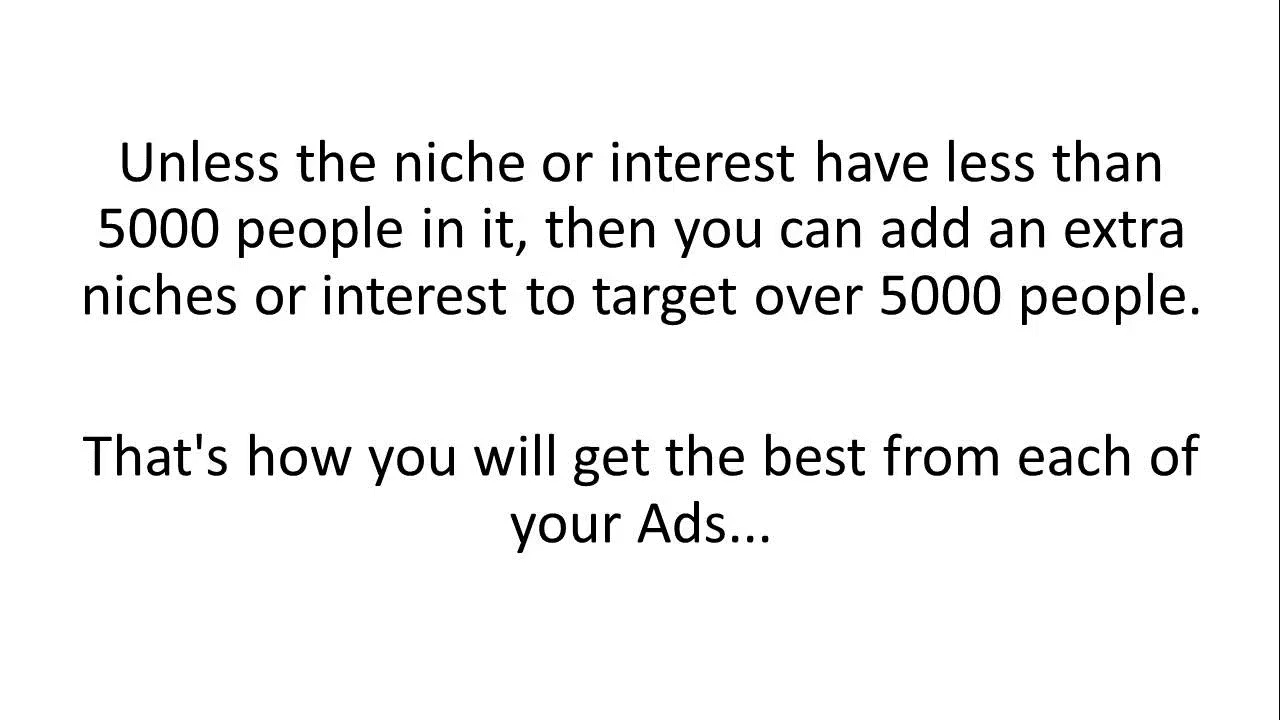 Unless the niche or interest have less than
5000 people in it, then you can add an extra
niches or interest to target over 5000 people.
That's how you will get the best from each of
your Ads...